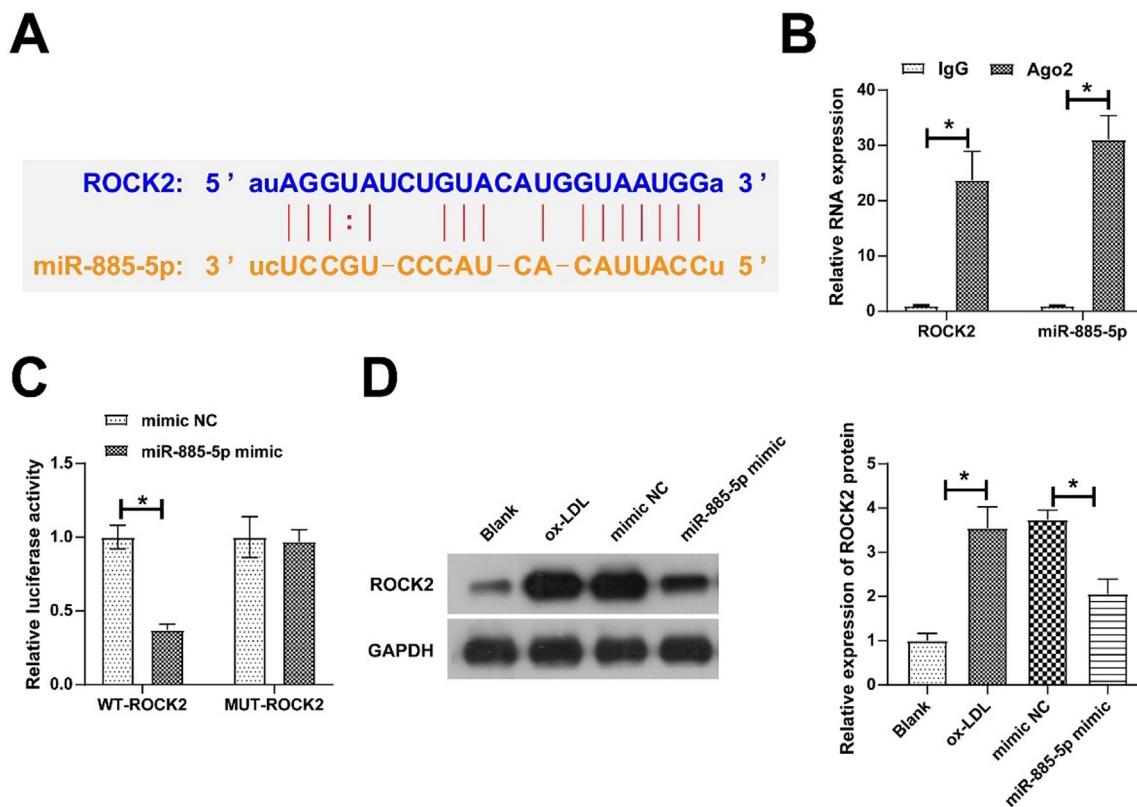 A
ROCK2: 5 ’ auAGGUAUCUGUACAUGGUAAUGGa 3 ’
miR-885-5p: 3 ’ ucUCCGU-CCCAU-CA-CAUUACCu 5 ’
B
IgG Ago2
Relative RNA expression
40
30
20
10
0
*
*
ROCK2 miR-885-5p
C
mimic NC
miR-885-5p mimic
Relative luciferase activity
1.5
1.0
0.5
0.0
*
WT-ROCK2 MUT-ROCK2
D
Blank ox-LDL mimic NC miR-885-5p mimic
ROCK2
GAPDH
Relative expression of ROCK2 protein
5
4
3
2
1
0
*
*
Blank ox-LDL mimic NC miR-885-5p mimic